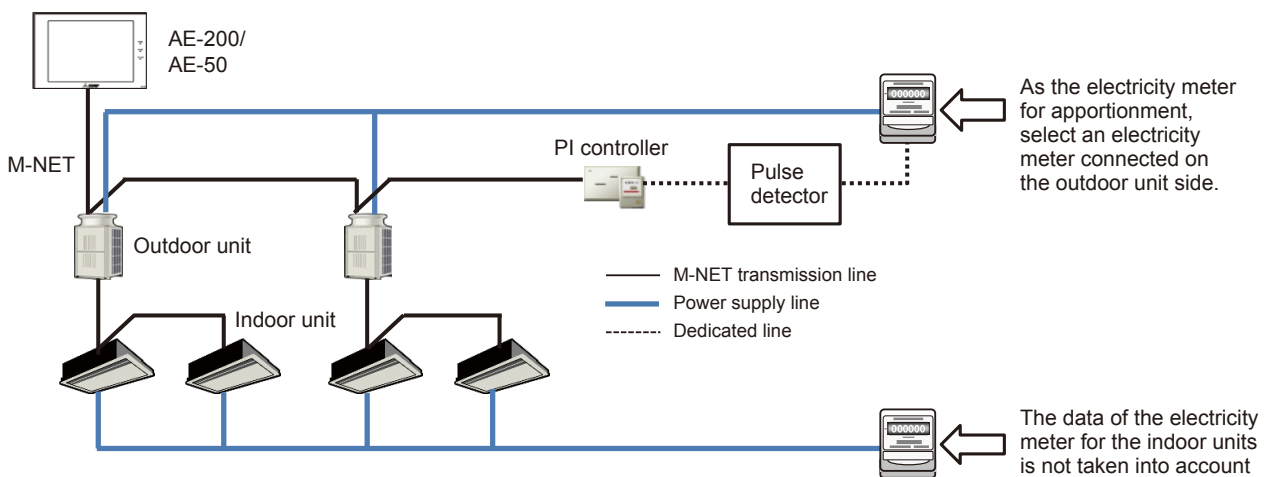 AE-200/
AE-50
As the electricity meter
for apportionment,
select an electricity
meter connected on
the outdoor unit side.
000000
M-NET
PI controller
Pulse
detector
Outdoor unit
M-NET transmission line
Power supply line
Dedicated line
Indoor unit
000000
The data of the electricity
meter for the indoor units
is not taken into account